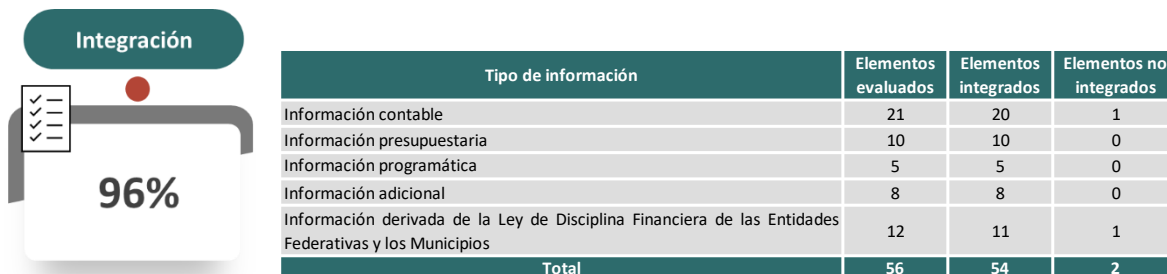 Integración
96%
Tipo de información
Elementos evaluados
Elementos integrados
Elementos no integrados
Información contable 21 20 1
Información presupuestaria 10 10 0
Información programática 5 5 0
Información adicional 8 8 0
Información derivada de la Ley de Disciplina Financiera de las Entidades
Federativas y los Municipios 12 11 1
Total 56 54 2